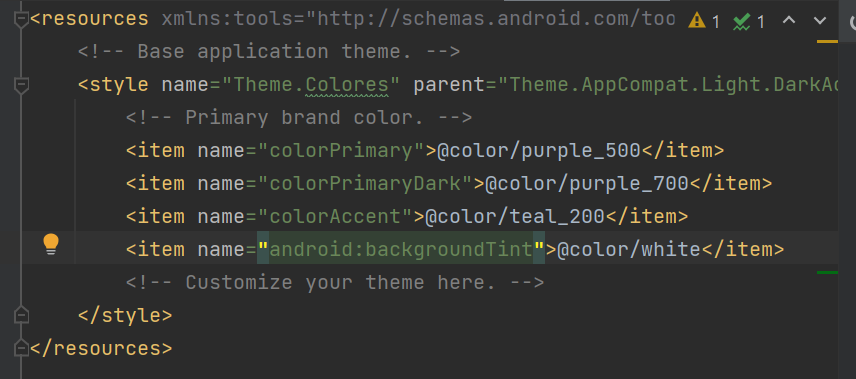 <resources xmlns:tools="http://schemas.android.com/too 1 1
<!-- Base application theme. -->
<style name="Theme.Colores" parent="Theme.AppCompat.Light.DarkAc
<!-- Primary brand color. -->
<item name="colorPrimary">@color/purple_500</item>
<item name="colorPrimaryDark">@color/purple_700</item>
<item name="colorAccent">@color/teal_200</item>
<item name="android:backgroundTint">@color/white</item>
<!-- Customize your theme here. -->
</style>
</resources>